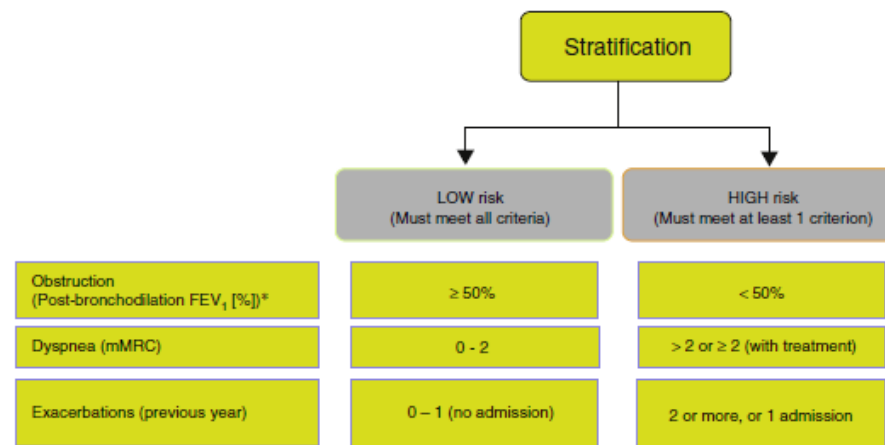 Stratification
LOW risk
(Must meet all criteria)
HIGH risk
(Must meet at least 1 criterion)
Obstruction
(Post-bronchodilation FEV₁ [%])*
≥ 50%
< 50%
Dyspnea (mMRC)
0 - 2
> 2 or ≥ 2 (with treatment)
Exacerbations (previous year)
0 – 1 (no admission)
2 or more, or 1 admission